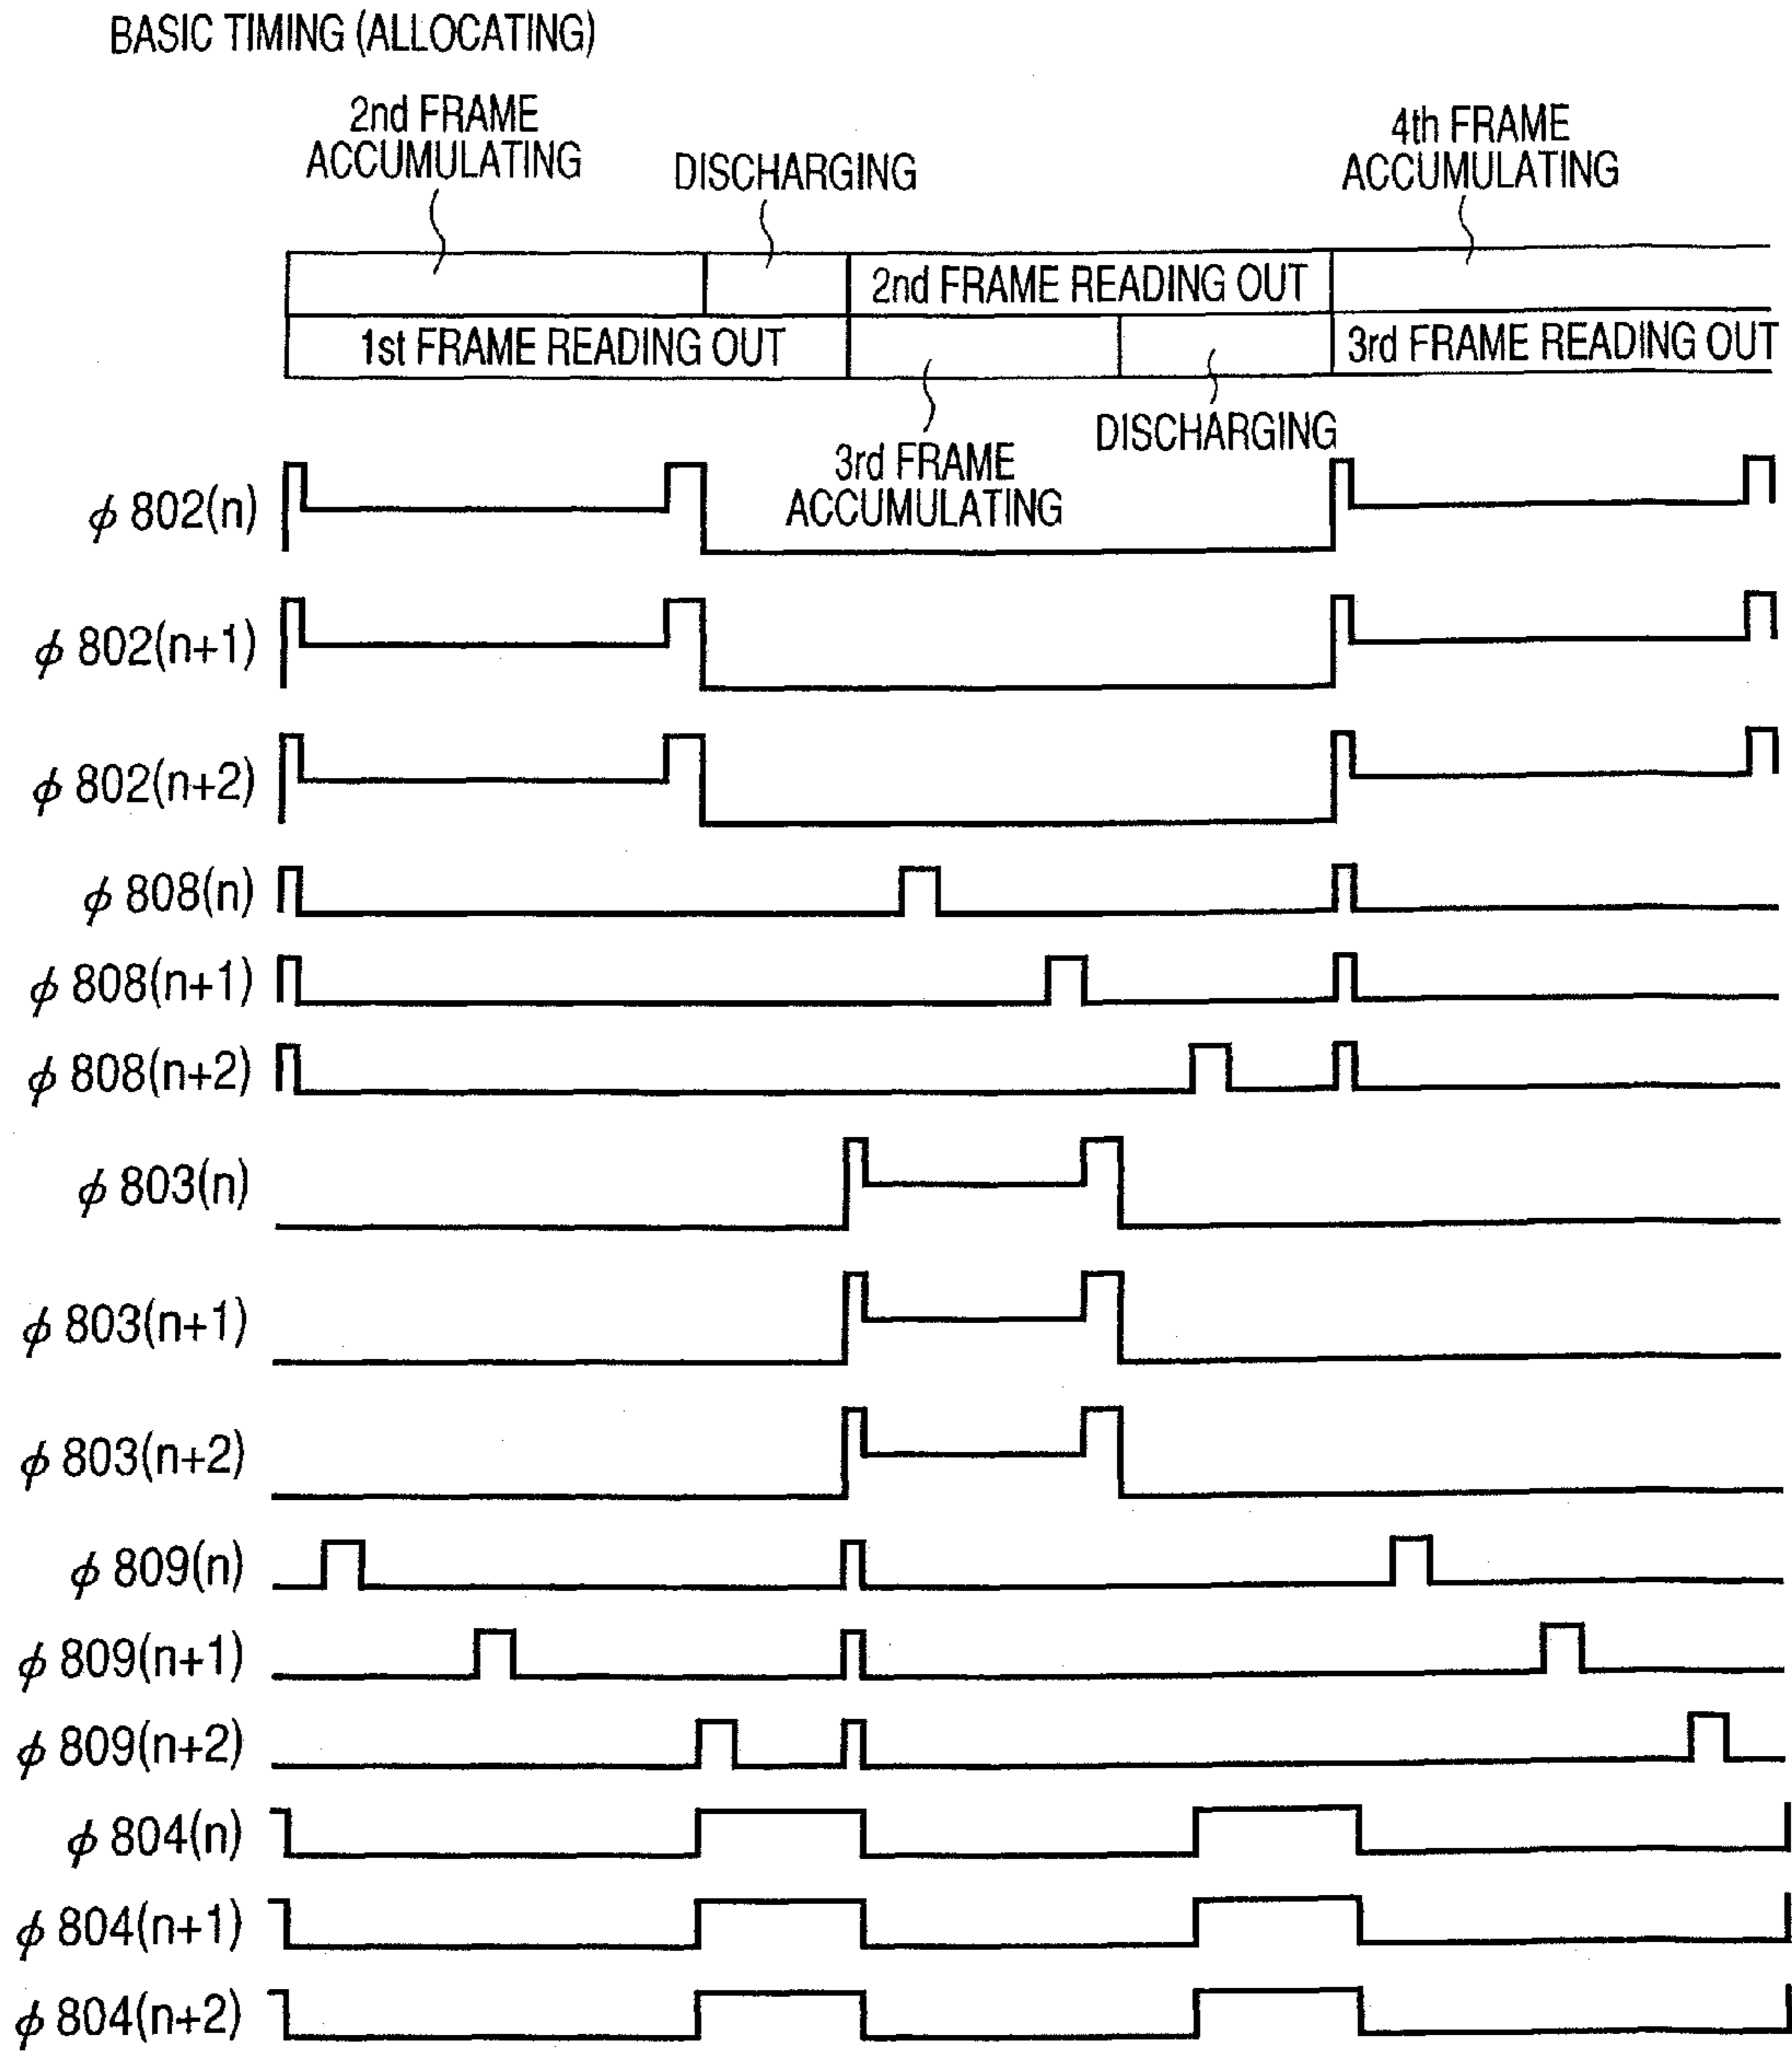 BASIC TIMING (ALLOCATING)
2nd FRAME
ACCUMULATING
DISCHARGING
4th FRAME
ACCUMULATING
2nd FRAME READING OUT
1st FRAME READING OUT
3rd FRAME READING OUT
DISCHARGING
3rd FRAME
ACCUMULATING
ϕ 802(n)
ϕ 802(n+1)
ϕ 802(n+2)
ϕ 808(n)
ϕ 808(n+1)
ϕ 808(n+2)
ϕ 803(n)
ϕ 803(n+1)
ϕ 803(n+2)
ϕ 809(n)
ϕ 809(n+1)
ϕ 809(n+2)
ϕ 804(n)
ϕ 804(n+1)
ϕ 804(n+2)